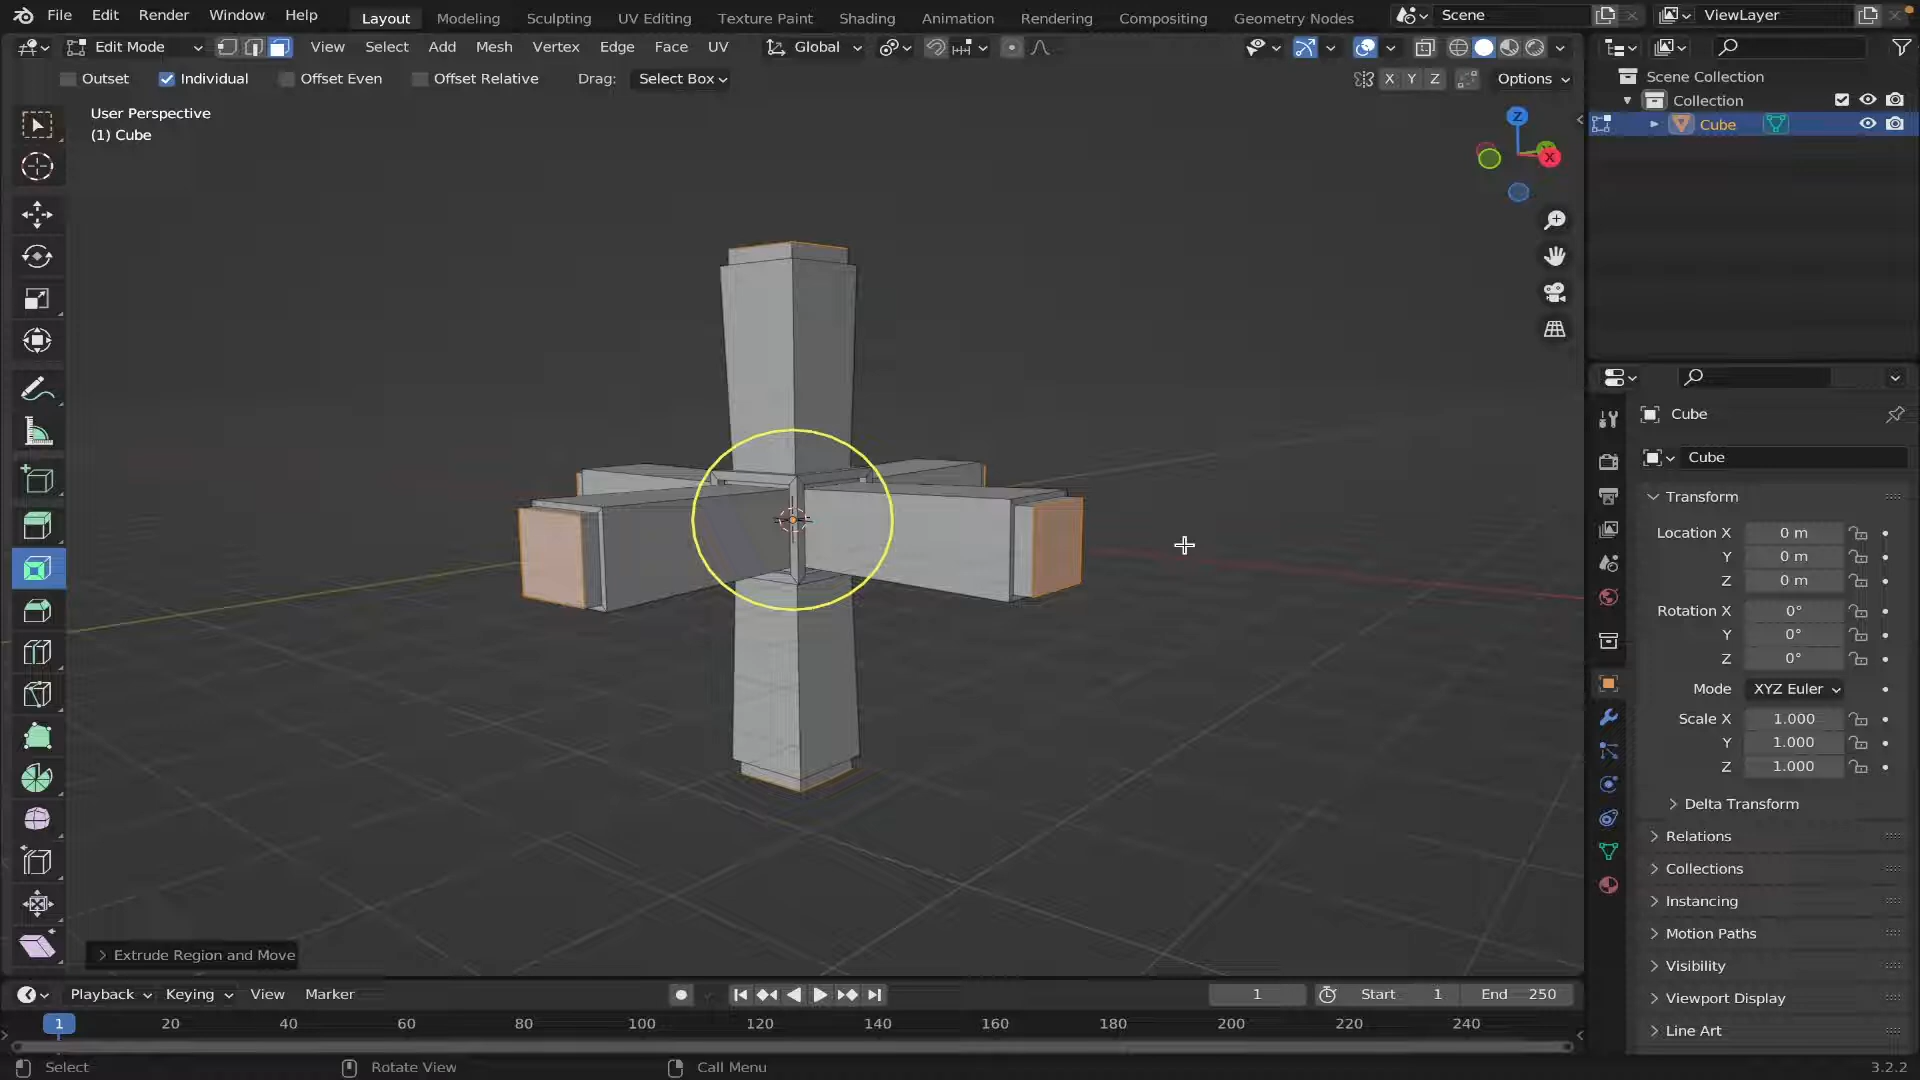 File Edit Render Window Help Layout Modeling Sculpting UV Editing Texture Paint Shading Animation Rendering Compositing Geometry Nodes Scene ViewLayer
Edit Mode View Select Add Mesh Vertex Edge Face UV Global
Outset Individual Offset Even Offset Relative Drag: Select Box X Y Z Options
User Perspective
(1) Cube
Z
X
Scene Collection
Collection
Cube
Cube
Cube
Transform
Location X 0 m
Y 0 m
Z 0 m
Rotation X 0°
Y 0°
Z 0°
Mode XYZ Euler
Scale X 1.000
Y 1.000
Z 1.000
Delta Transform
Relations
Collections
Instancing
Motion Paths
Visibility
Viewport Display
Line Art
Extrude Region and Move
Playback Keying View Marker 1 Start 1 End 250
1 20 40 60 80 100 120 140 160 180 200 220 240
Select Rotate View Call Menu 3.2.2